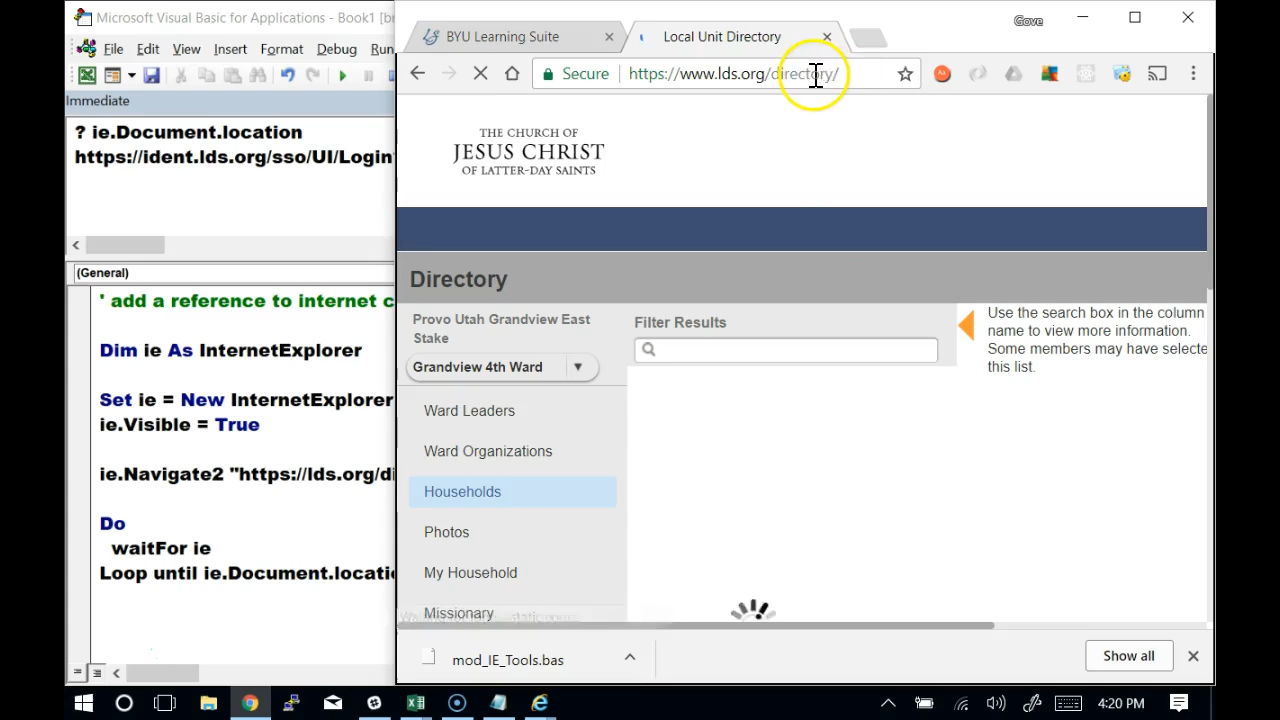 Microsoft Visual Basic for Applications - Book1 [br
File Edit View Insert Format Debug Run
Immediate
? ie.Document.location
https://ident.lds.org/sso/UI/Login?
(General)
' add a reference to internet c
Dim ie As InternetExplorer
Set ie = New InternetExplorer
ie.Visible = True
ie.Navigate2 "https://lds.org/di
Do
waitFor ie
Loop until ie.Document.locatio
BYU Learning Suite
Local Unit Directory
Gove
Secure
https://www.lds.org/directory/
THE CHURCH OF
JESUS CHRIST
OF LATTER-DAY SAINTS
Directory
Provo Utah Grandview East
Stake
Grandview 4th Ward
Ward Leaders
Ward Organizations
Households
Photos
My Household
Missionary
Filter Results
Use the search box in the column
name to view more information.
Some members may have selecte
this list.
mod_IE_Tools.bas
Show all
4:20 PM